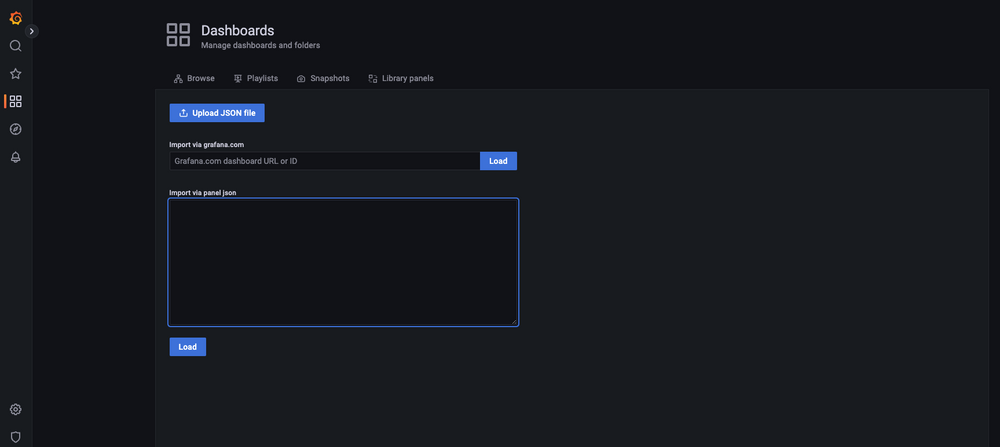 Dashboards
Manage dashboards and folders
Browse
Playlists
Snapshots
Library panels
Upload JSON file
Import via grafana.com
Grafana.com dashboard URL or ID
Load
Import via panel json
Load